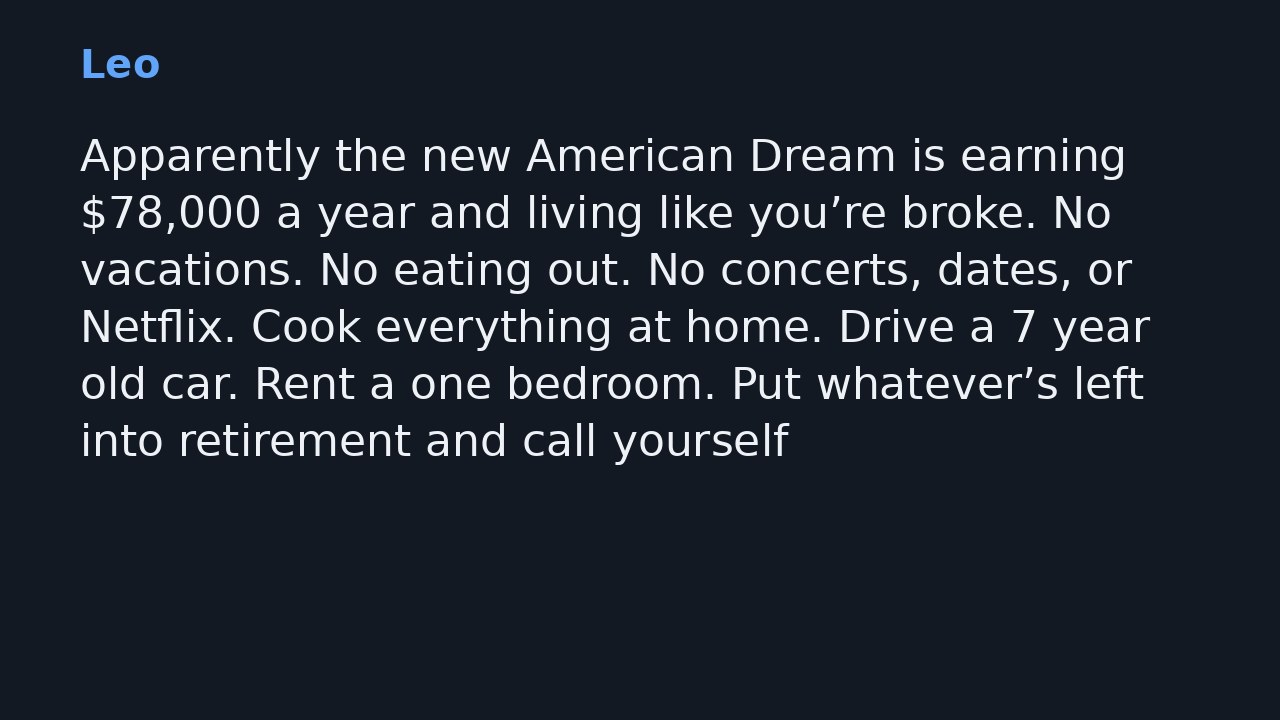 Leo
Apparently the new American Dream is earning
$78,000 a year and living like you’re broke. No
vacations. No eating out. No concerts, dates, or
Netflix. Cook everything at home. Drive a 7 year
old car. Rent a one bedroom. Put whatever’s left
into retirement and call yourself